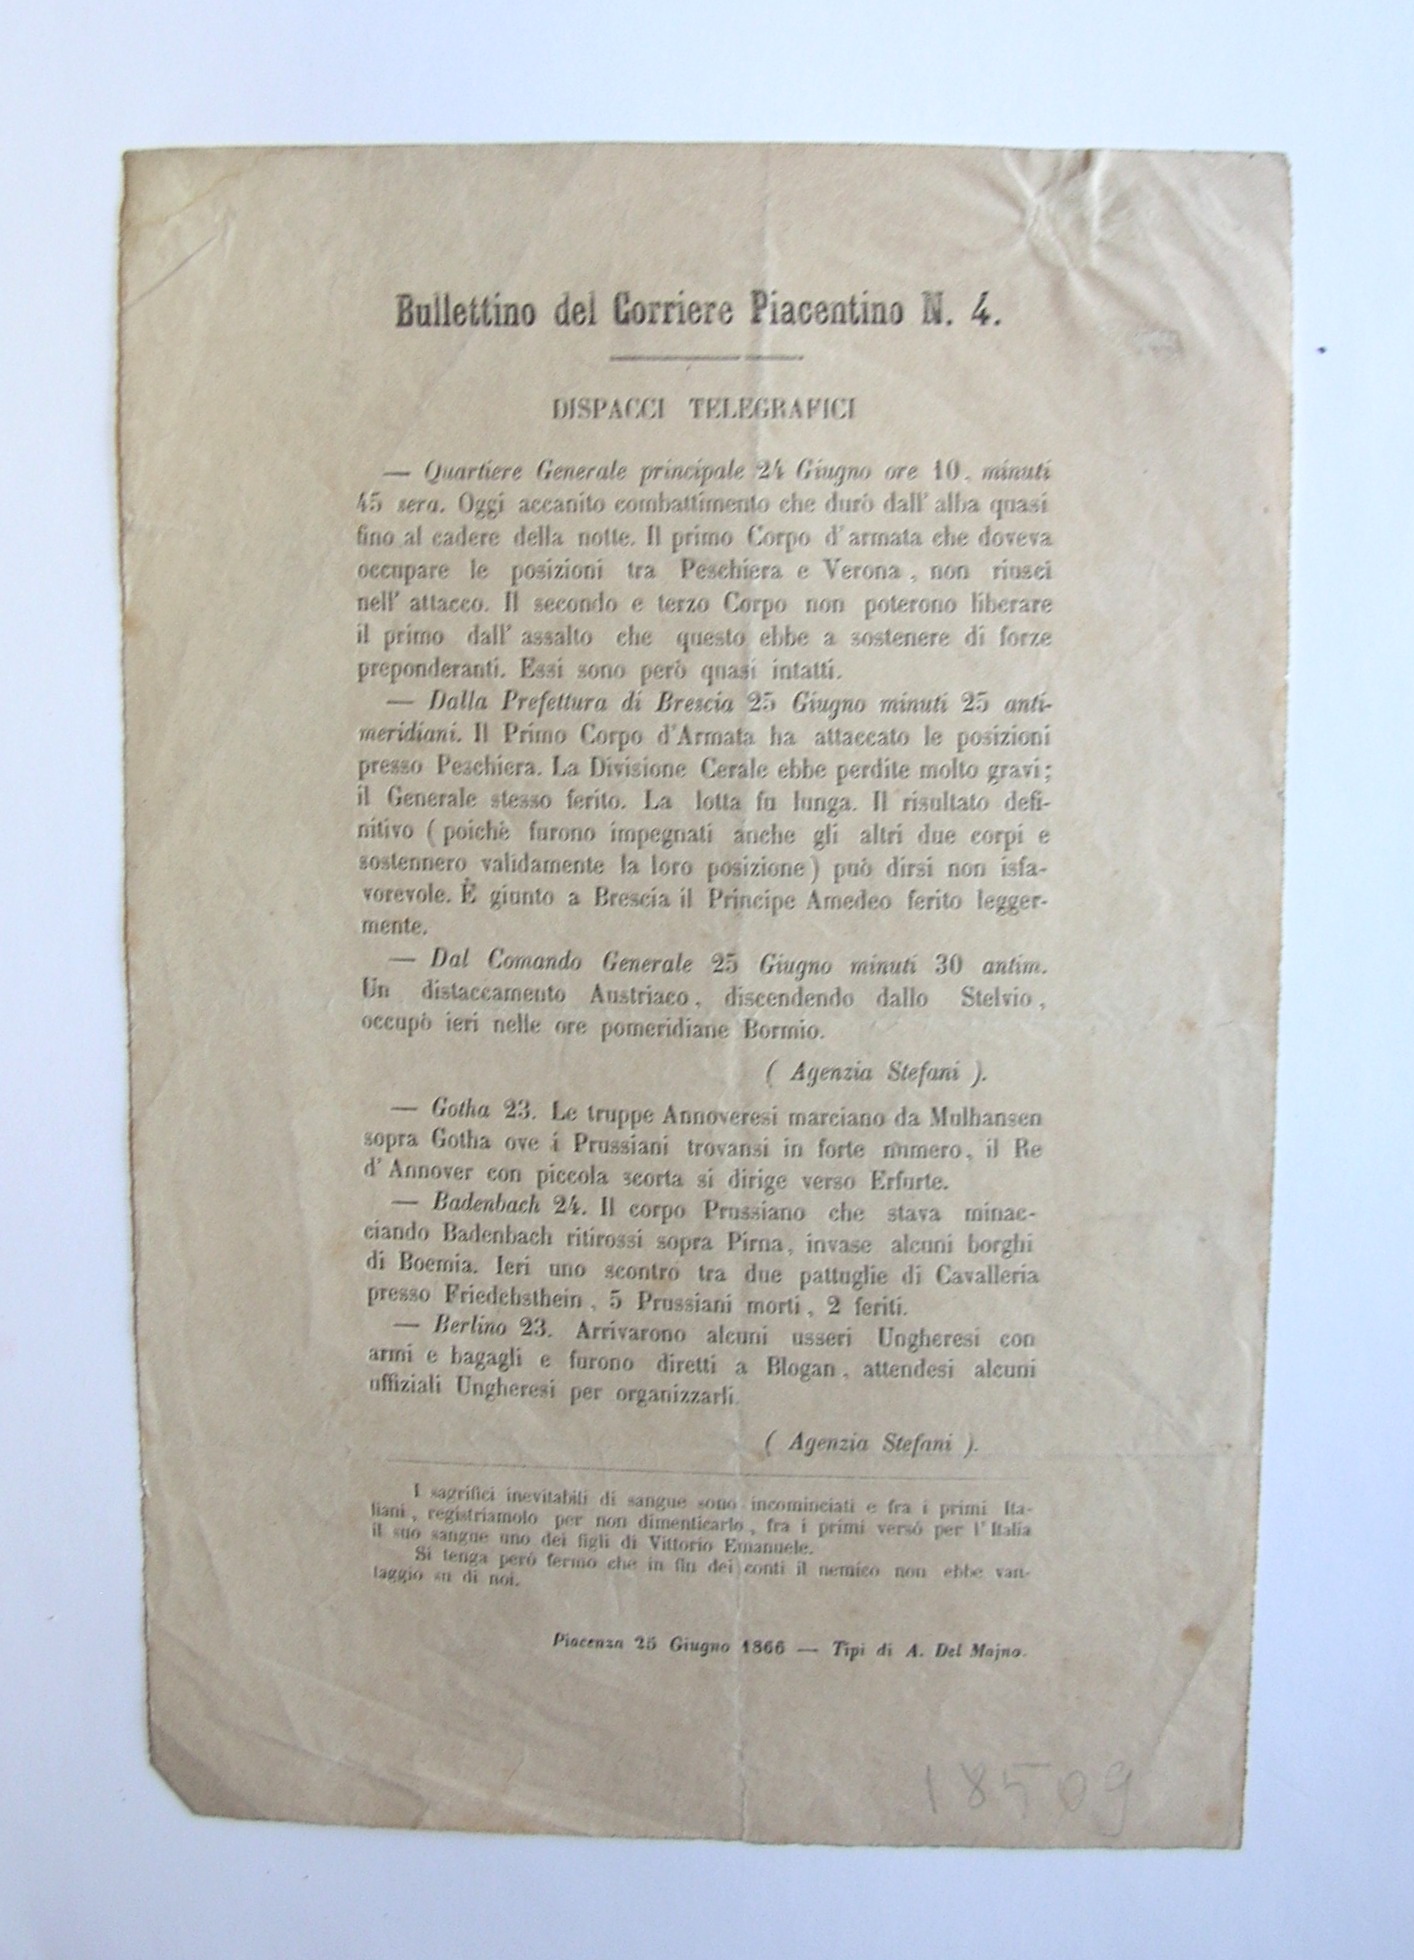 Bullettino del Corriere Piacentino N. 4.
DISPACCI TELEGRAFICI
— Quartiere Generale principale 24 Giugno ore 10, minuti
45 sera. Oggi accanito combattimento che durò dall' alba quasi
fino al cadere della notte. Il primo Corpo d'armata che doveva
occupare le posizioni tra Peschiera e Verona, non riuscì
nell' attacco. Il secondo e terzo Corpo non poterono liberare
il primo dall' assalto che questo ebbe a sostenere di forze
preponderanti. Essi sono però quasi intatti.
— Dalla Prefettura di Brescia 25 Giugno minuti 25 anti-
meridiani. Il Primo Corpo d'Armata ha attaccato le posizioni
presso Peschiera. La Divisione Cerale ebbe perdite molto gravi;
il Generale stesso ferito. La lotta fu lunga. Il risultato defi-
nitivo (poichè furono impegnati anche gli altri due corpi e
sostennero validamente la loro posizione) può dirsi non isfa-
vorevole. È giunto a Brescia il Principe Amedeo ferito legger-
mente.
— Dal Comando Generale 25 Giugno minuti 30 antim.
Un distaccamento Austriaco, discendendo dallo Stelvio,
occupò ieri nelle ore pomeridiane Bormio.
( Agenzia Stefani ).
— Gotha 23. Le truppe Annoveresi marciano da Mulhansen
sopra Gotha ove i Prussiani trovansi in forte numero, il Re
d' Annover con piccola scorta si dirige verso Erfurte.
— Badenbach 24. Il corpo Prussiano che stava minac-
ciando Badenbach ritirossi sopra Pirna, invase alcuni borghi
di Boemia. Ieri uno scontro tra due pattuglie di Cavalleria
presso Friedehsthein, 5 Prussiani morti, 2 feriti.
— Berlino 23. Arrivarono alcuni usseri Ungheresi con
armi e bagagli e furono diretti a Blogan, attendesi alcuni
uffiziali Ungheresi per organizzarli.
( Agenzia Stefani ).
I sagrifici inevitabili di sangue sono incominciati e fra i primi Ita-
liani, registriamolo per non dimenticarlo, fra i primi versò per l'Italia
il suo sangue uno dei figli di Vittorio Emanuele.
Si tenga però fermo che in fin dei conti il nemico non ebbe van-
taggio su di noi.
Piacenza 25 Giugno 1866 — Tipi di A. Del Majno.
18509